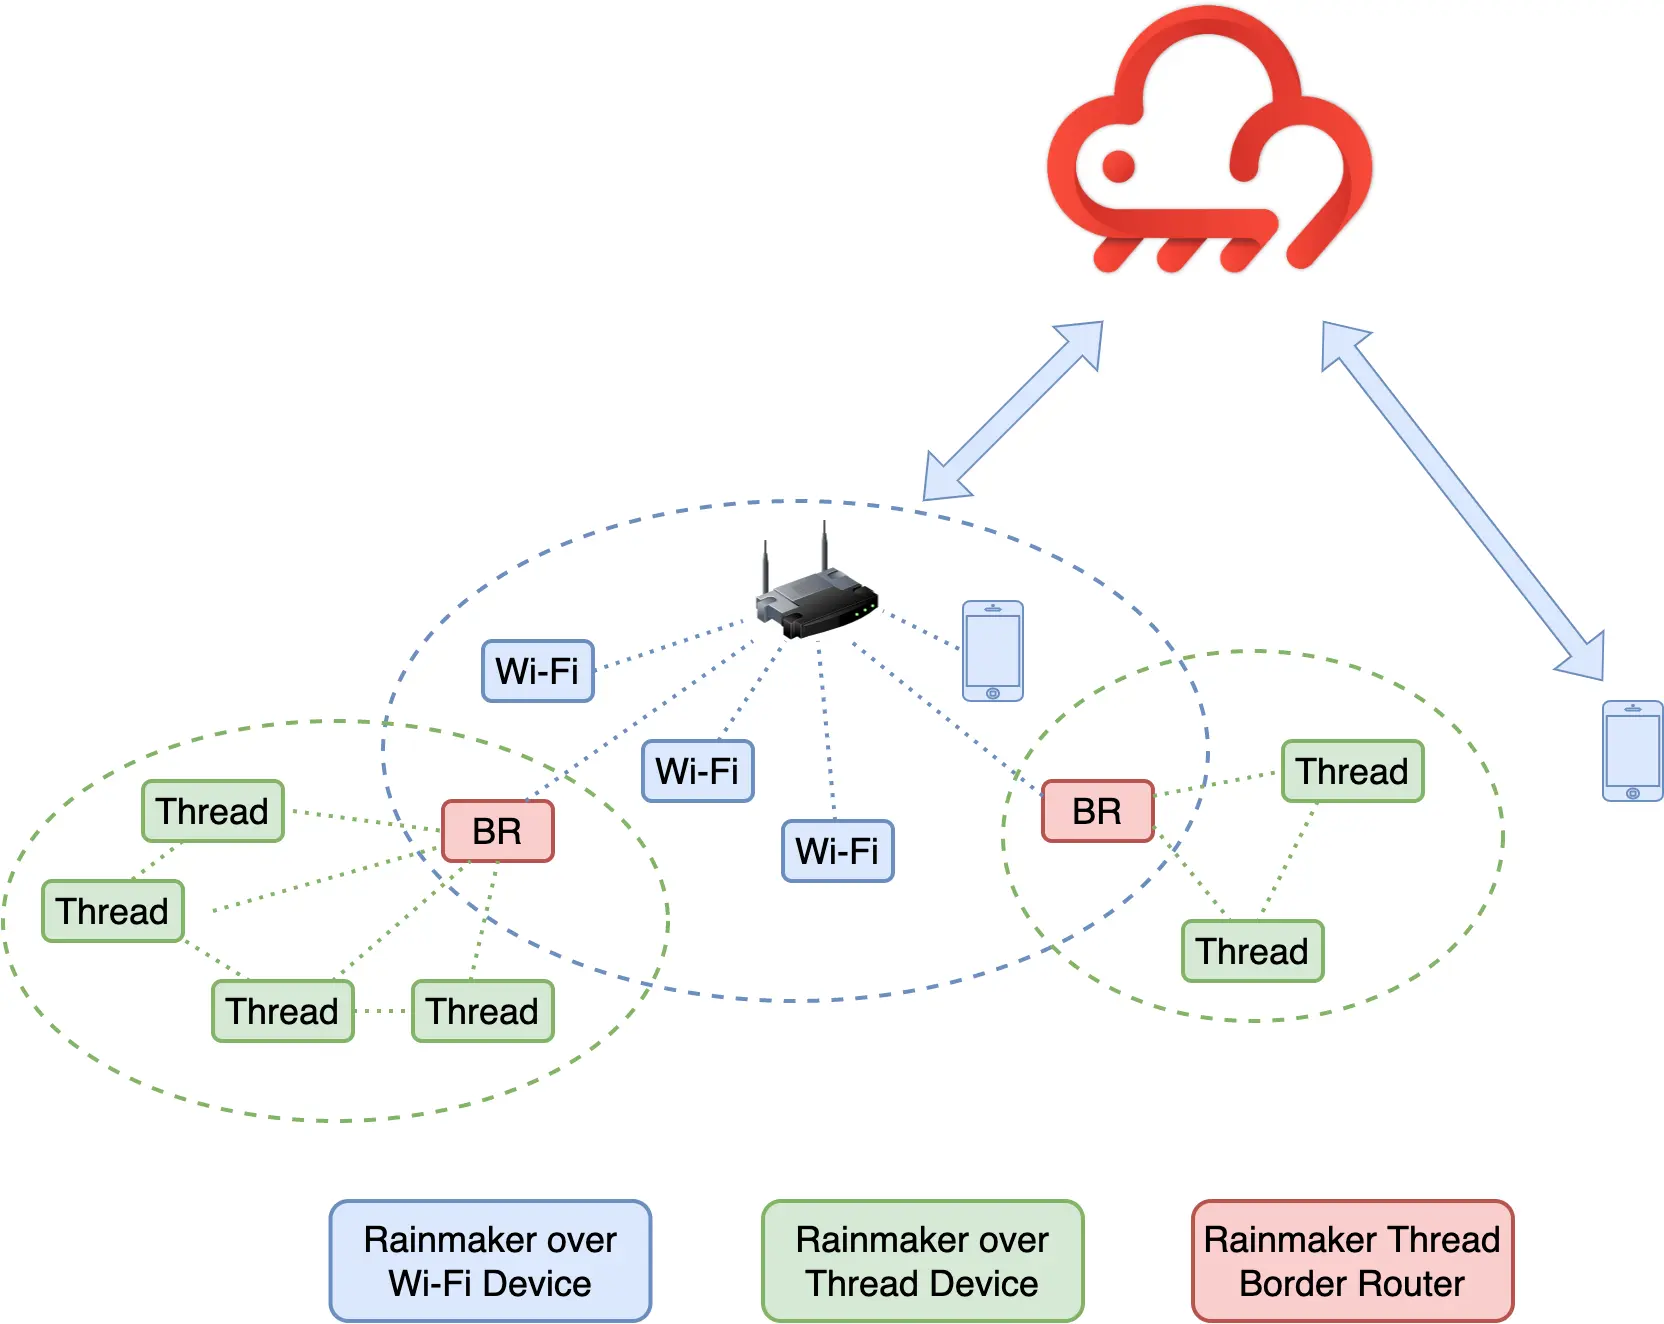 Wi-Fi
Wi-Fi
Thread
Thread
BR
BR
Wi-Fi
Thread
Thread
Thread
Thread
Rainmaker over
Wi-Fi Device
Rainmaker over
Thread Device
Rainmaker Thread
Border Router